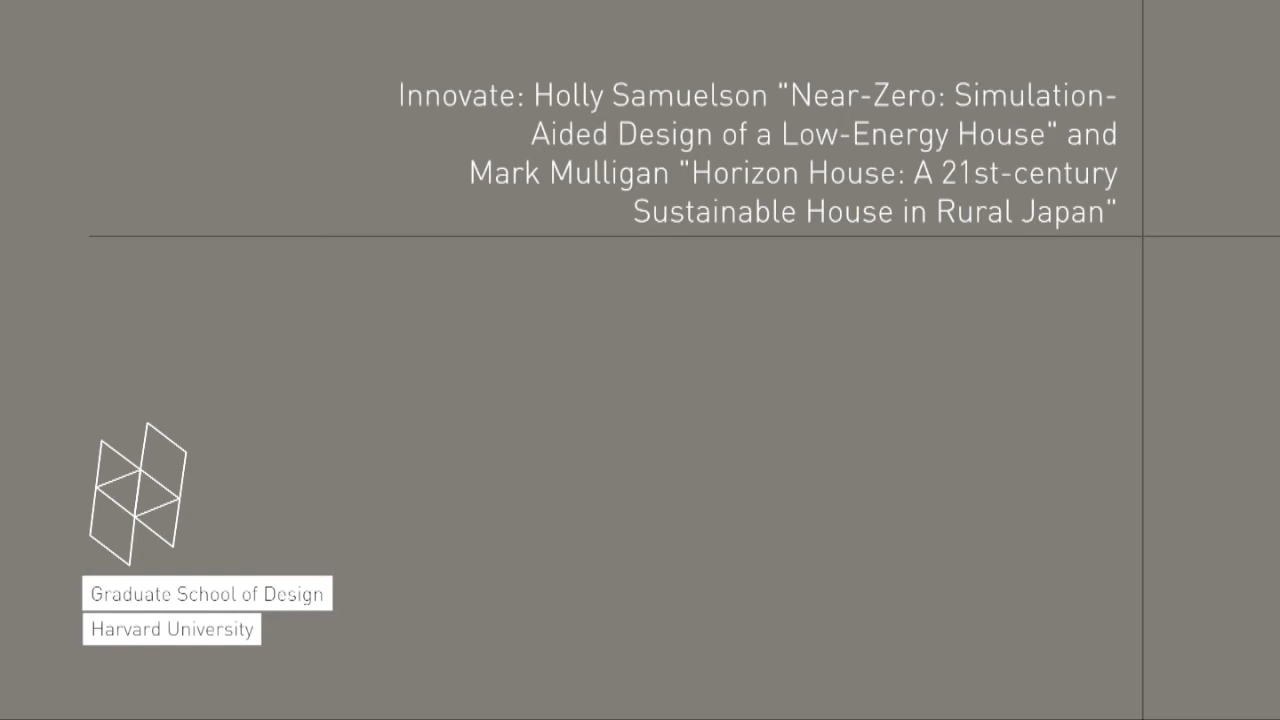 Innovate: Holly Samuelson "Near-Zero: Simulation-
Aided Design of a Low-Energy House" and
Mark Mulligan "Horizon House: A 21st-century
Sustainable House in Rural Japan"
Graduate School of Design
Harvard University